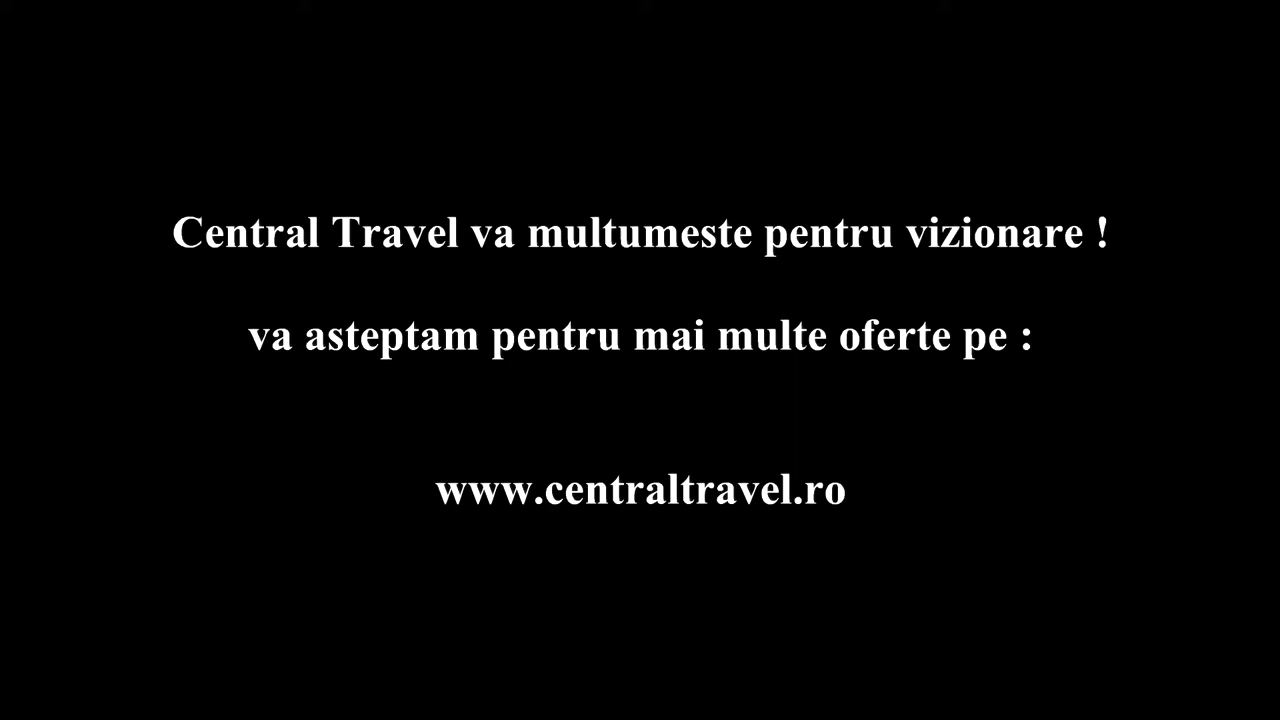 Central Travel va multumeste pentru vizionare !
va asteptam pentru mai multe oferte pe :
www.centraltravel.ro